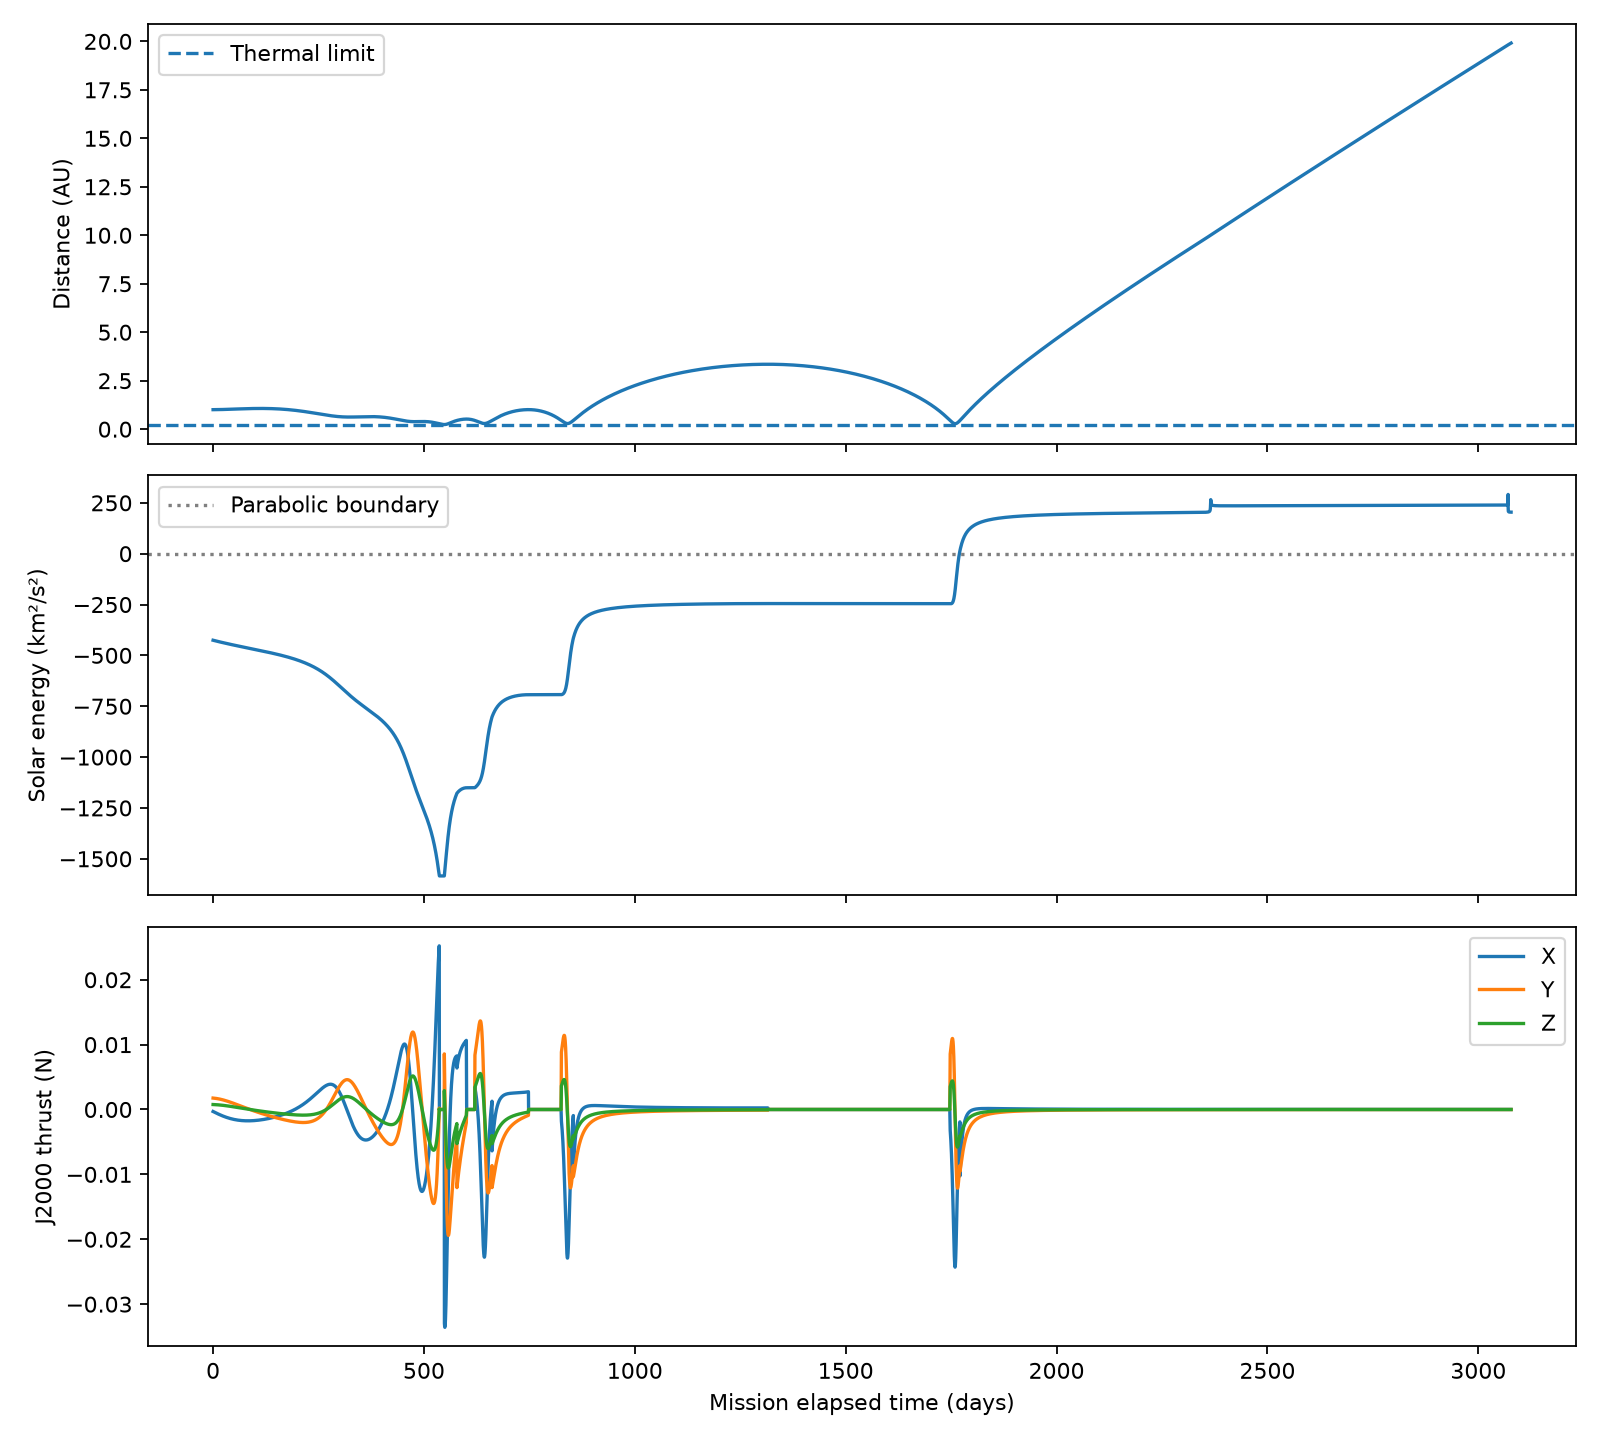 20.0
17.5
15.0
12.5
10.0
7.5
5.0
2.5
0.0
Distance (AU)
Thermal limit
250
0
−250
−500
−750
−1000
−1250
−1500
Solar energy (km²/s²)
Parabolic boundary
0.02
0.01
0.00
−0.01
−0.02
−0.03
J2000 thrust (N)
X
Y
Z
0 500 1000 1500 2000 2500 3000
Mission elapsed time (days)